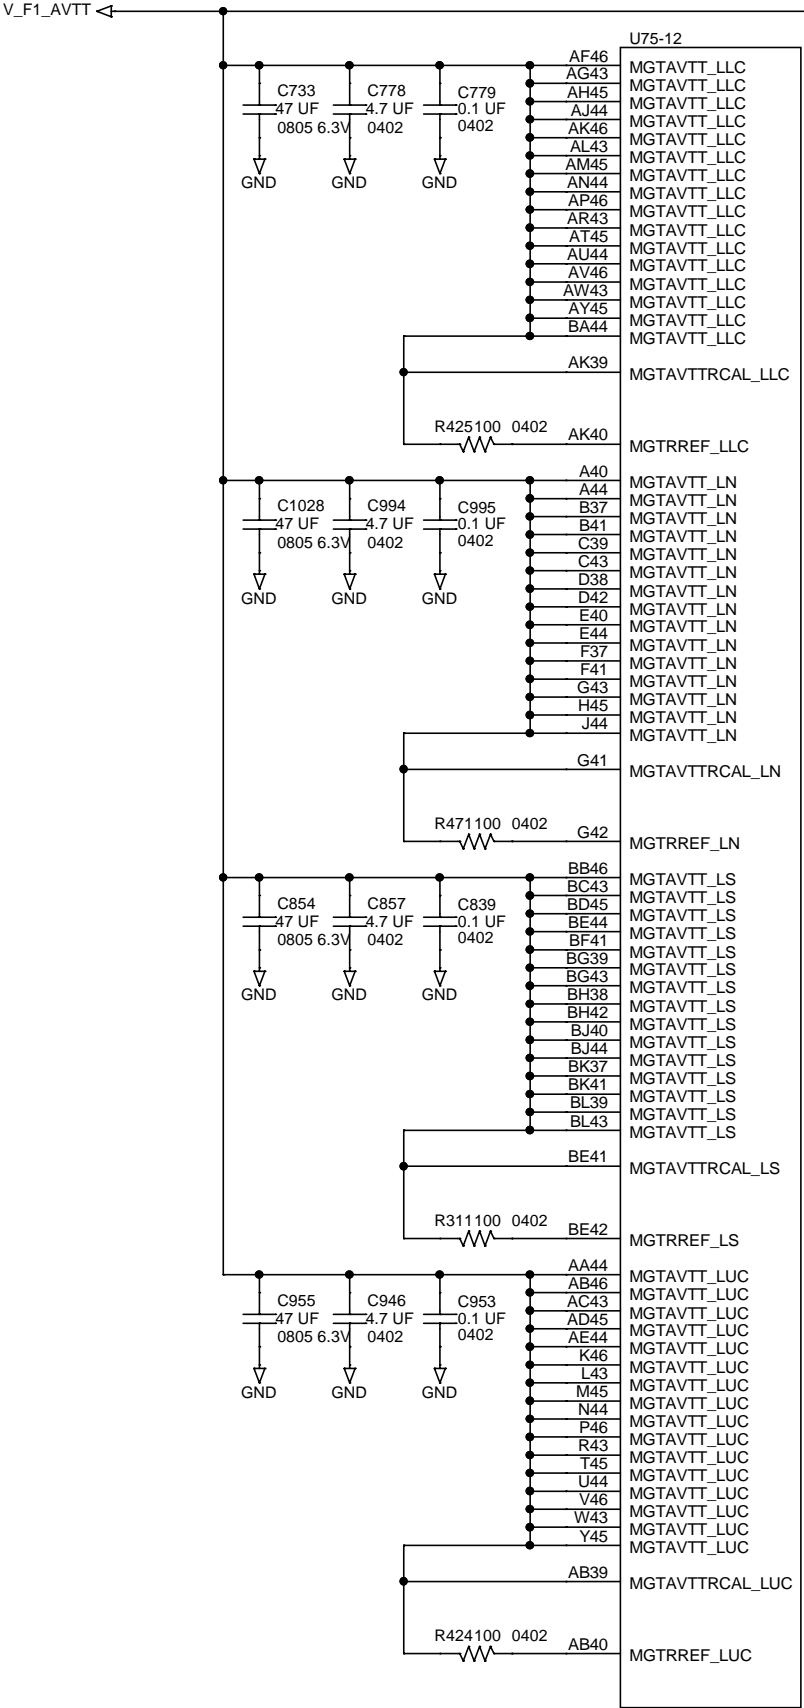 V_F1_AVTT
U75-12
AF46 MGTAVTT_LLC
AG43 MGTAVTT_LLC
AH45 MGTAVTT_LLC
AJ44 MGTAVTT_LLC
AK46 MGTAVTT_LLC
AL43 MGTAVTT_LLC
AM45 MGTAVTT_LLC
AN44 MGTAVTT_LLC
AP46 MGTAVTT_LLC
AR43 MGTAVTT_LLC
AT45 MGTAVTT_LLC
AU44 MGTAVTT_LLC
AV46 MGTAVTT_LLC
AW43 MGTAVTT_LLC
AY45 MGTAVTT_LLC
BA44 MGTAVTT_LLC
C733 C778 C779
47 UF 4.7 UF 0.1 UF
0805 6.3V 0402 0402
GND GND GND
AK39 MGTAVTTRCAL_LLC
R425 100 0402 AK40 MGTRREF_LLC
A40 MGTAVTT_LN
A44 MGTAVTT_LN
B37 MGTAVTT_LN
B41 MGTAVTT_LN
C39 MGTAVTT_LN
C43 MGTAVTT_LN
D38 MGTAVTT_LN
D42 MGTAVTT_LN
E40 MGTAVTT_LN
E44 MGTAVTT_LN
F37 MGTAVTT_LN
F41 MGTAVTT_LN
G43 MGTAVTT_LN
H45 MGTAVTT_LN
J44 MGTAVTT_LN
C1028 C994 C995
47 UF 4.7 UF 0.1 UF
0805 6.3V 0402 0402
GND GND GND
G41 MGTAVTTRCAL_LN
R471 100 0402 G42 MGTRREF_LN
BB46 MGTAVTT_LS
BC43 MGTAVTT_LS
BD45 MGTAVTT_LS
BE44 MGTAVTT_LS
BF41 MGTAVTT_LS
BG39 MGTAVTT_LS
BG43 MGTAVTT_LS
BH38 MGTAVTT_LS
BH42 MGTAVTT_LS
BJ40 MGTAVTT_LS
BJ44 MGTAVTT_LS
BK37 MGTAVTT_LS
BK41 MGTAVTT_LS
BL39 MGTAVTT_LS
BL43 MGTAVTT_LS
C854 C857 C839
47 UF 4.7 UF 0.1 UF
0805 6.3V 0402 0402
GND GND GND
BE41 MGTAVTTRCAL_LS
R311 100 0402 BE42 MGTRREF_LS
AA44 MGTAVTT_LUC
AB46 MGTAVTT_LUC
AC43 MGTAVTT_LUC
AD45 MGTAVTT_LUC
AE44 MGTAVTT_LUC
K46 MGTAVTT_LUC
L43 MGTAVTT_LUC
M45 MGTAVTT_LUC
N44 MGTAVTT_LUC
P46 MGTAVTT_LUC
R43 MGTAVTT_LUC
T45 MGTAVTT_LUC
U44 MGTAVTT_LUC
V46 MGTAVTT_LUC
W43 MGTAVTT_LUC
Y45 MGTAVTT_LUC
C955 C946 C953
47 UF 4.7 UF 0.1 UF
0805 6.3V 0402 0402
GND GND GND
AB39 MGTAVTTRCAL_LUC
R424 100 0402 AB40 MGTRREF_LUC